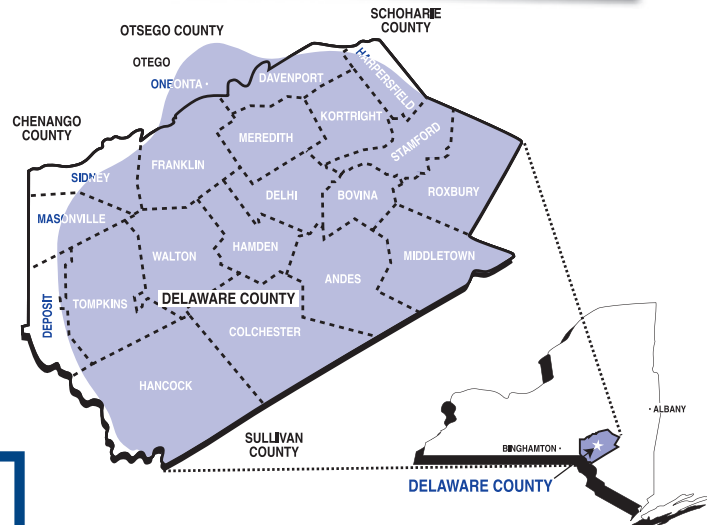 SCHOHARIE
COUNTY
OTSEGO COUNTY
OTEGO
ONEONTA
DAVENPORT
HARPERSFIELD
CHENANGO
COUNTY
KORTRIGHT
MEREDITH
STAMFORD
FRANKLIN
SIDNEY
DELHI
BOVINA
ROXBURY
MASONVILLE
HAMDEN
WALTON
MIDDLETOWN
ANDES
DEPOSIT
TOMPKINS
DELAWARE COUNTY
COLCHESTER
HANCOCK
SULLIVAN
COUNTY
ALBANY
BINGHAMTON
DELAWARE COUNTY